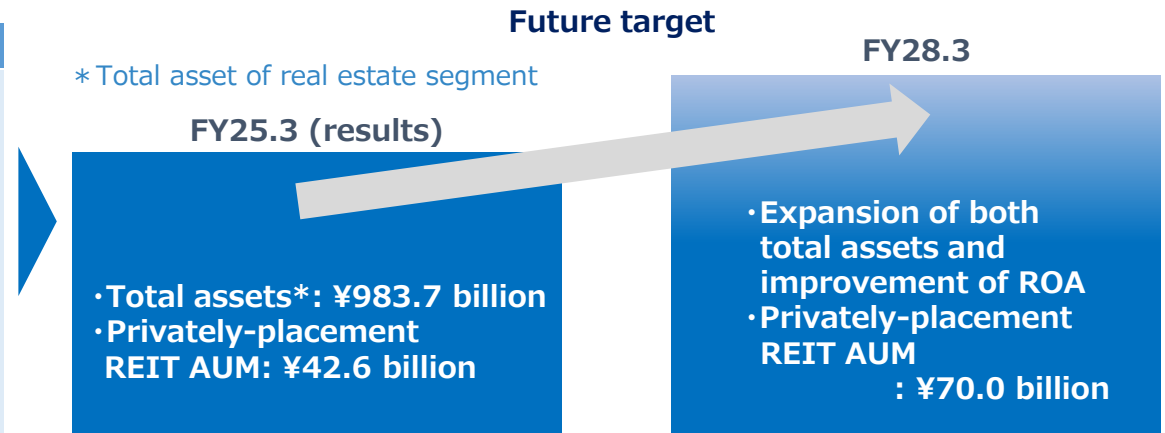 Future target
FY28.3
*Total asset of real estate segment
FY25.3 (results)
・Total assets*: ¥983.7 billion
・Privately-placement
REIT AUM: ¥42.6 billion
・Expansion of both
total assets and
improvement of ROA
・Privately-placement
REIT AUM
: ¥70.0 billion